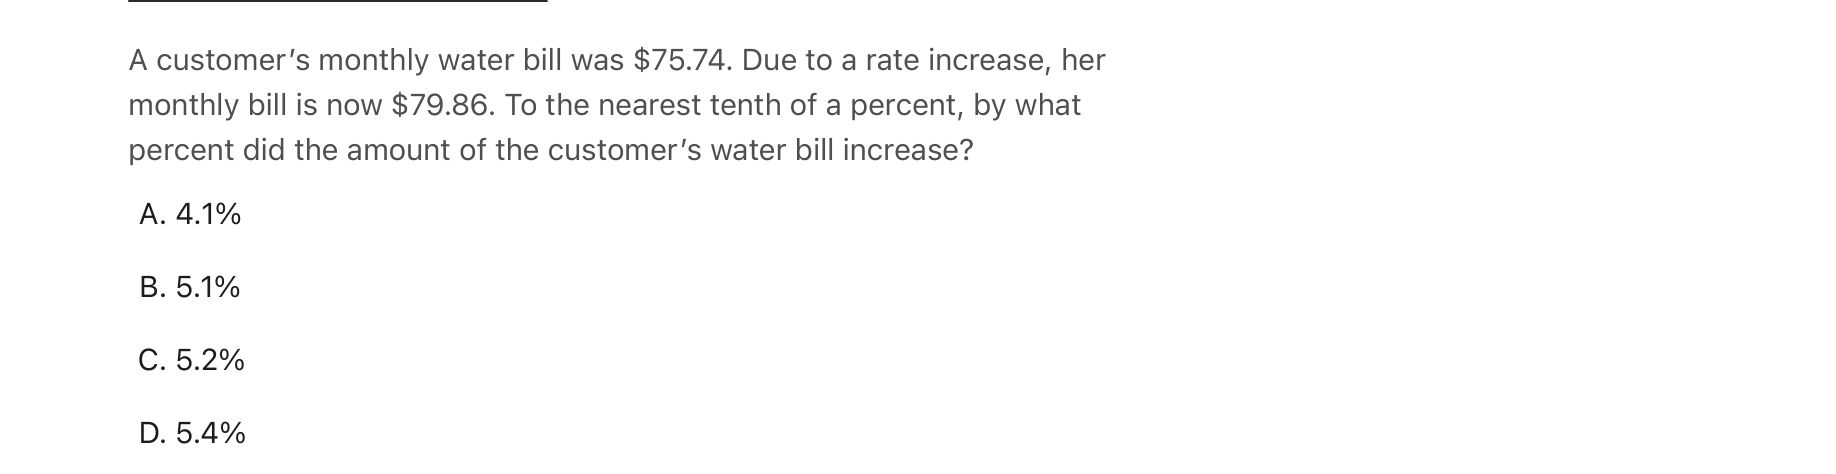 A customer’s monthly water bill was $75.74. Due to a rate increase, her
monthly bill is now $79.86. To the nearest tenth of a percent, by what
percent did the amount of the customer’s water bill increase?
A. 4.1%
B. 5.1%
C. 5.2%
D. 5.4%